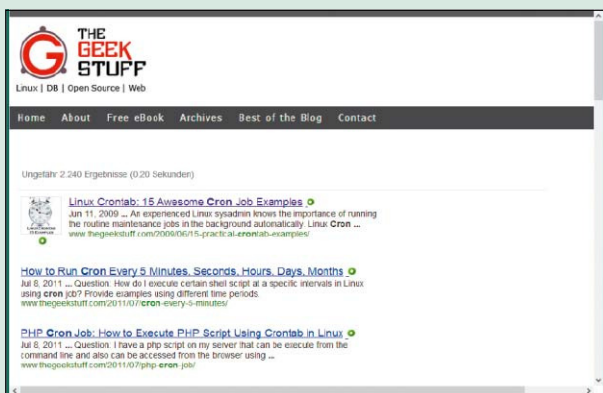 THE
GEEK
STUFF
Linux | DB | Open Source | Web
Home About Free eBook Archives Best of the Blog Contact
Ungefähr 2.240 Ergebnisse (0.20 Sekunden)
Linux Crontab: 15 Awesome Cron Job Examples
Jun 11, 2009 ... An experienced Linux sysadmin knows the importance of running
the routine maintenance jobs in the background automatically. Linux Cron ...
www.thegeekstuff.com/2009/06/15-practical-crontab-examples/
How to Run Cron Every 5 Minutes, Seconds, Hours, Days, Months
Jul 8, 2011 ... Question: How do I execute certain shell script at a specific intervals in Linux
using cron job? Provide examples using different time periods.
www.thegeekstuff.com/2011/07/cron-every-5-minutes/
PHP Cron Job: How to Execute PHP Script Using Crontab in Linux
Jul 8, 2011 ... Question: I have a php script on my server that can be execute from the
command line and also can be accessed from the browser using ...
www.thegeekstuff.com/2011/07/php-cron-job/